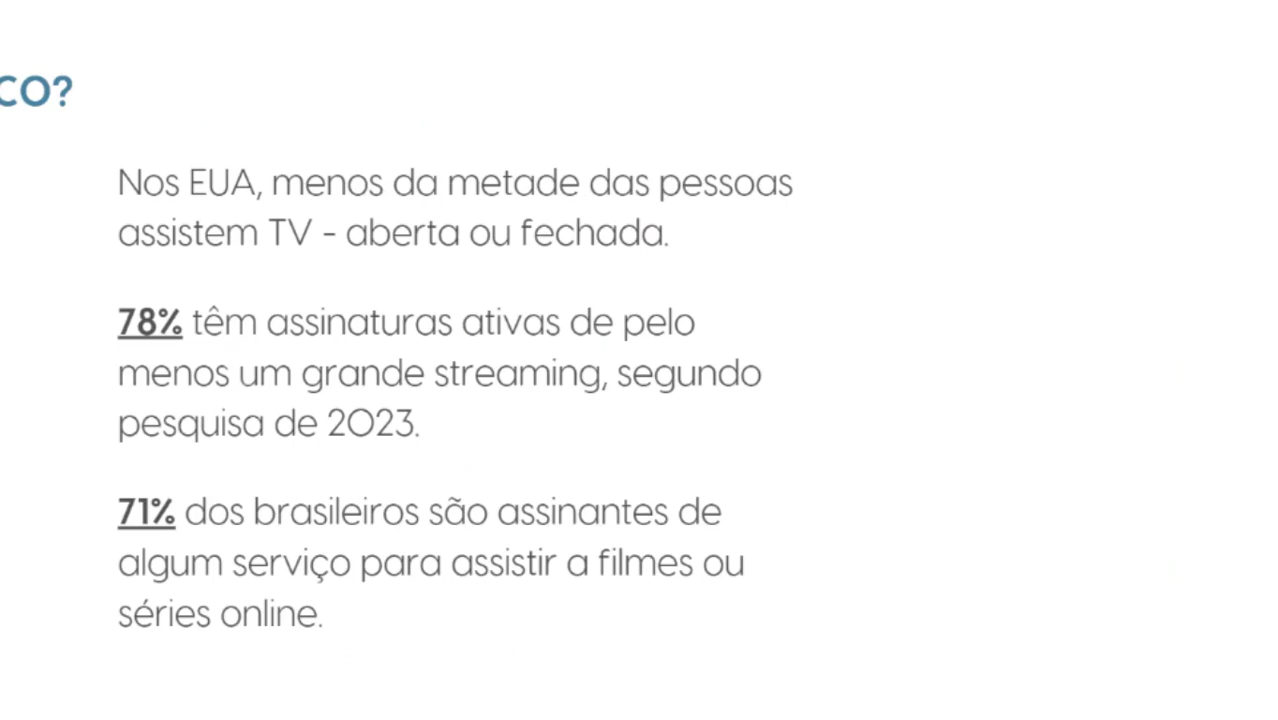 CO?
Nos EUA, menos da metade das pessoas
assistem TV - aberta ou fechada.
78% têm assinaturas ativas de pelo
menos um grande streaming, segundo
pesquisa de 2023.
71% dos brasileiros são assinantes de
algum serviço para assistir a filmes ou
séries online.